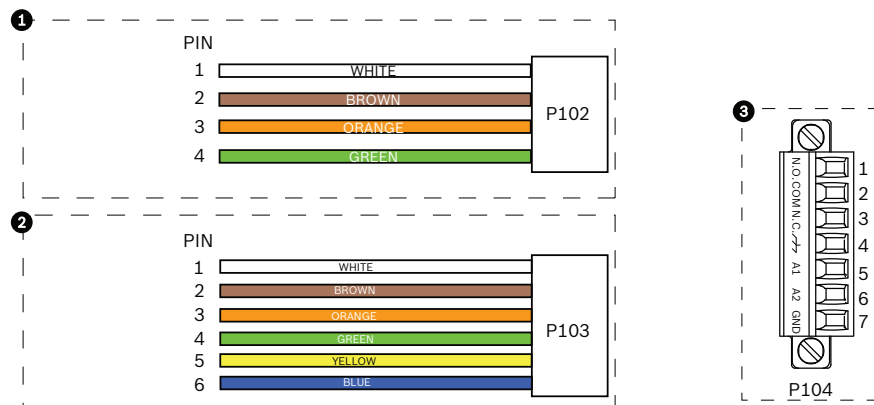 1
PIN
1 WHITE
2 BROWN
3 ORANGE
4 GREEN
P102
2
PIN
1 WHITE
2 BROWN
3 ORANGE
4 GREEN
5 YELLOW
6 BLUE
P103
3
N.O. 1
COM 2
N.C. 3
4
A1 5
A2 6
GND 7
P104